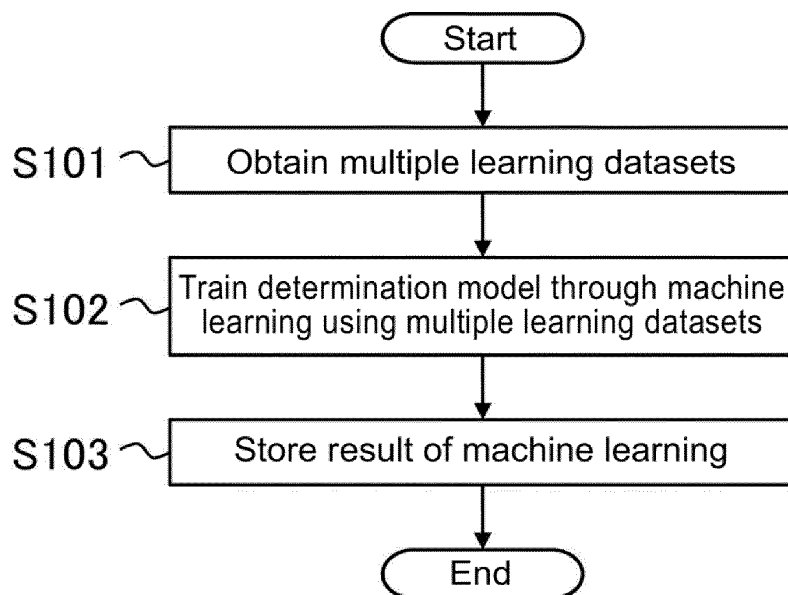 Start
S101
Obtain multiple learning datasets
S102
Train determination model through machine
learning using multiple learning datasets
S103
Store result of machine learning
End